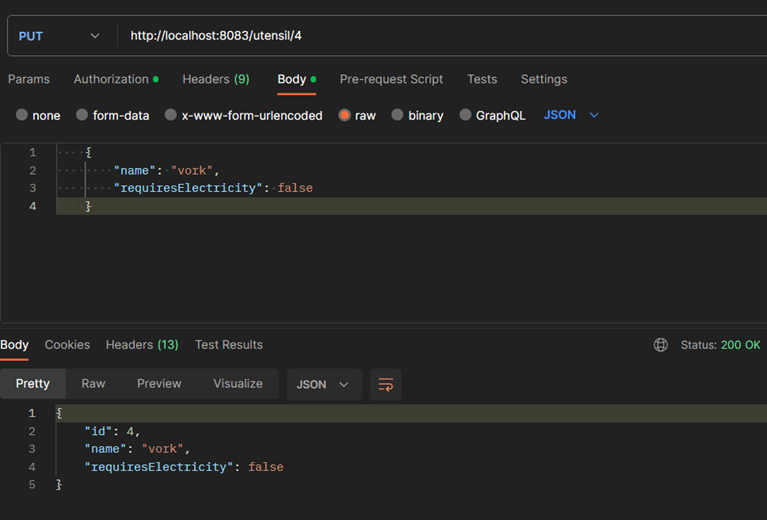 PUT http://localhost:8083/utensil/4
Params Authorization Headers (9) Body Pre-request Script Tests Settings
none form-data x-www-form-urlencoded raw binary GraphQL JSON
1 {
2 "name": "vork",
3 "requiresElectricity": false
4 }
Body Cookies Headers (13) Test Results Status: 200 OK
Pretty Raw Preview Visualize JSON
1 {
2 "id": 4,
3 "name": "vork",
4 "requiresElectricity": false
5 }